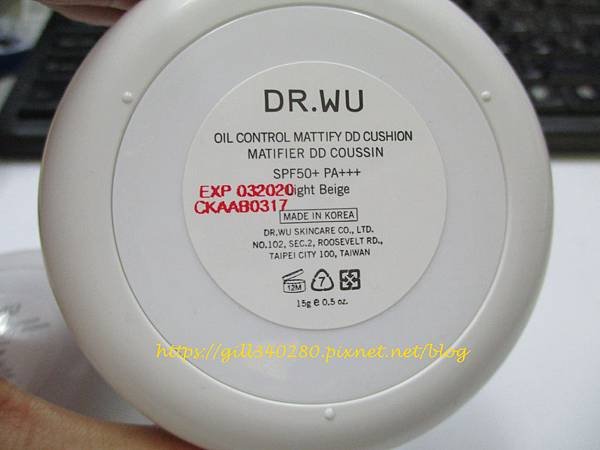 DR.WU
OIL CONTROL MATTIFY DD CUSHION
MATIFIER DD COUSSIN
SPF50+ PA+++
EXP 032020
Light Beige
CKAAB0317
MADE IN KOREA
DR.WU SKINCARE CO., LTD.
NO.102, SEC.2, ROOSEVELT RD.,
TAIPEI CITY 100, TAIWAN
12M
7
15g e 0.5 oz.
https://gill340280.pixnet.net/blog